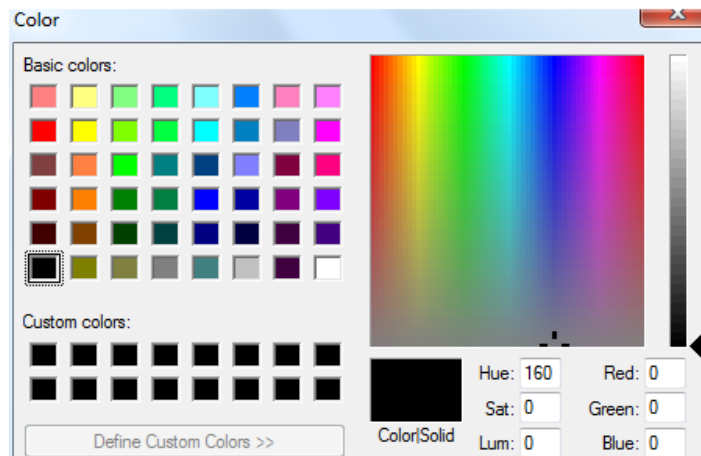 Color
Basic colors:
Custom colors:
Define Custom Colors >>
Color|Solid
Hue: 160
Sat: 0
Lum: 0
Red: 0
Green: 0
Blue: 0